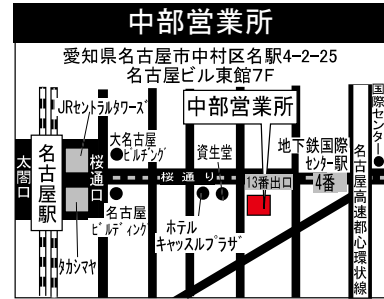 中部営業所
愛知県名古屋市中村区名駅4-2-25
名古屋ビル東館7F
JRセントラルタワーズ
大名古屋
ビルヂング
中部営業所
資生堂
地下鉄国際
センター駅
国際センター
太閤口
名古屋駅
桜通口
桜通り
13番出口
4番
名古屋高速都心環状線
名古屋
ビルディング
ホテル
キャッスルプラザ
タカシマヤ